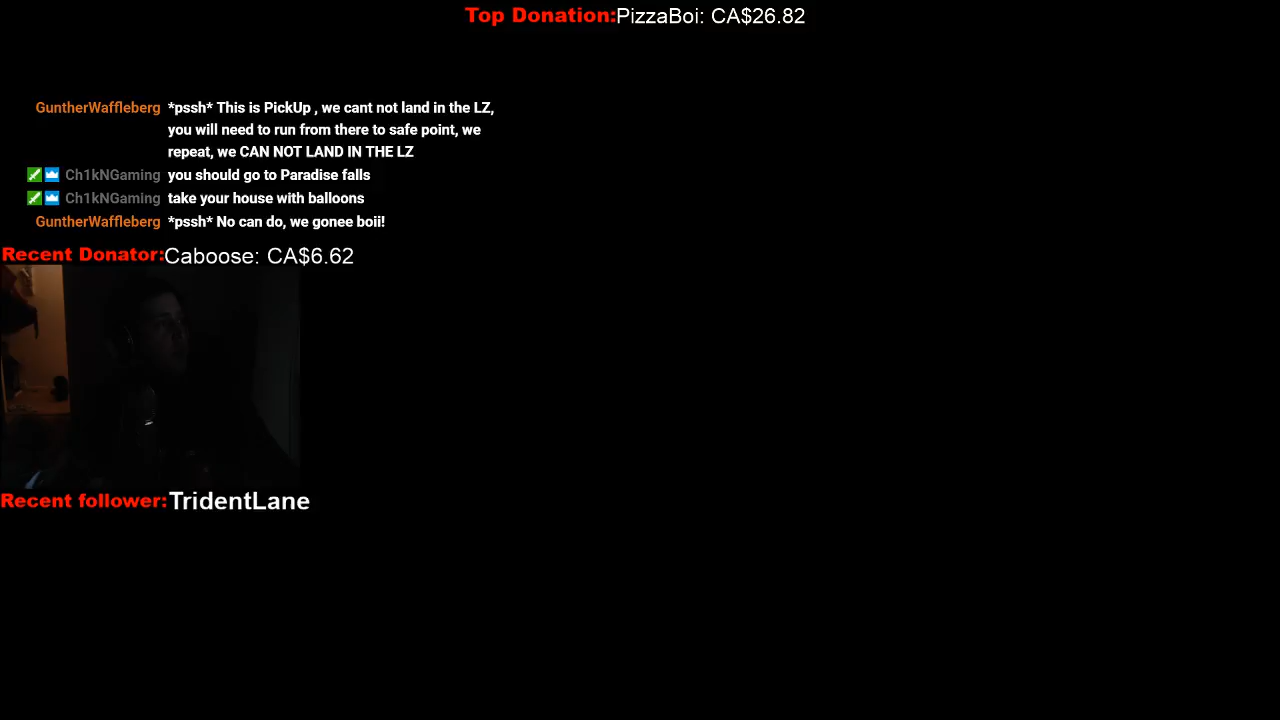 Top Donation:PizzaBoi: CA$26.82
GuntherWaffleberg *pssh* This is PickUp , we cant not land in the LZ,
you will need to run from there to safe point, we
repeat, we CAN NOT LAND IN THE LZ
Ch1kNGaming you should go to Paradise falls
Ch1kNGaming take your house with balloons
GuntherWaffleberg *pssh* No can do, we gonee boii!
Recent Donator:Caboose: CA$6.62
Recent follower:TridentLane